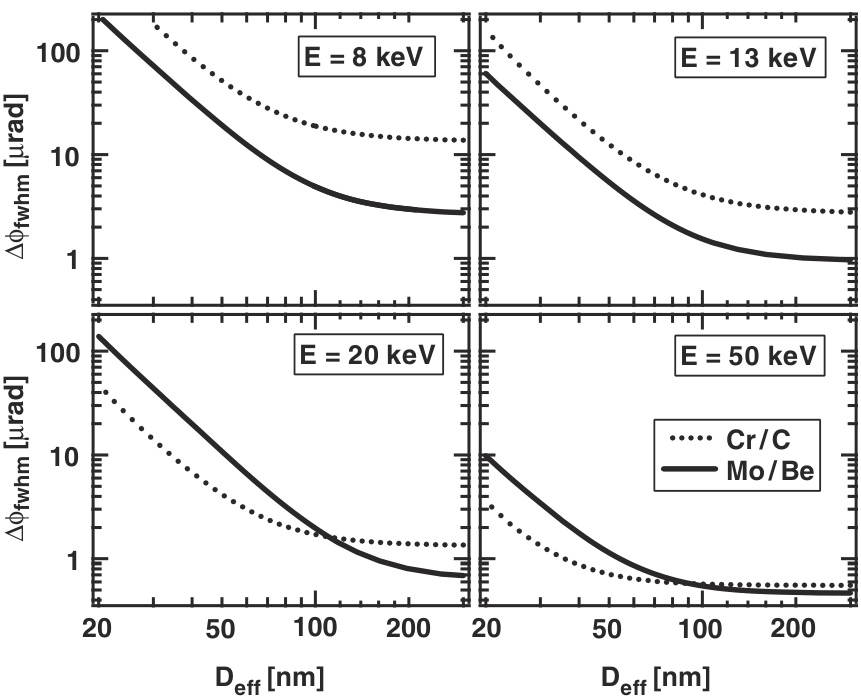 E = 8 keV
E = 13 keV
100
10
1
Δϕfwhm [μrad]
E = 20 keV
E = 50 keV
100
10
1
Δϕfwhm [μrad]
Cr/C
Mo/Be
20 50 100 200
20 50 100 200
Deff [nm]
Deff [nm]